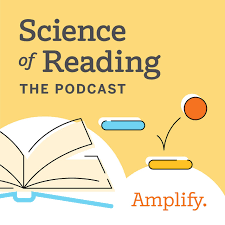 Science
of Reading
THE PODCAST
Amplify.